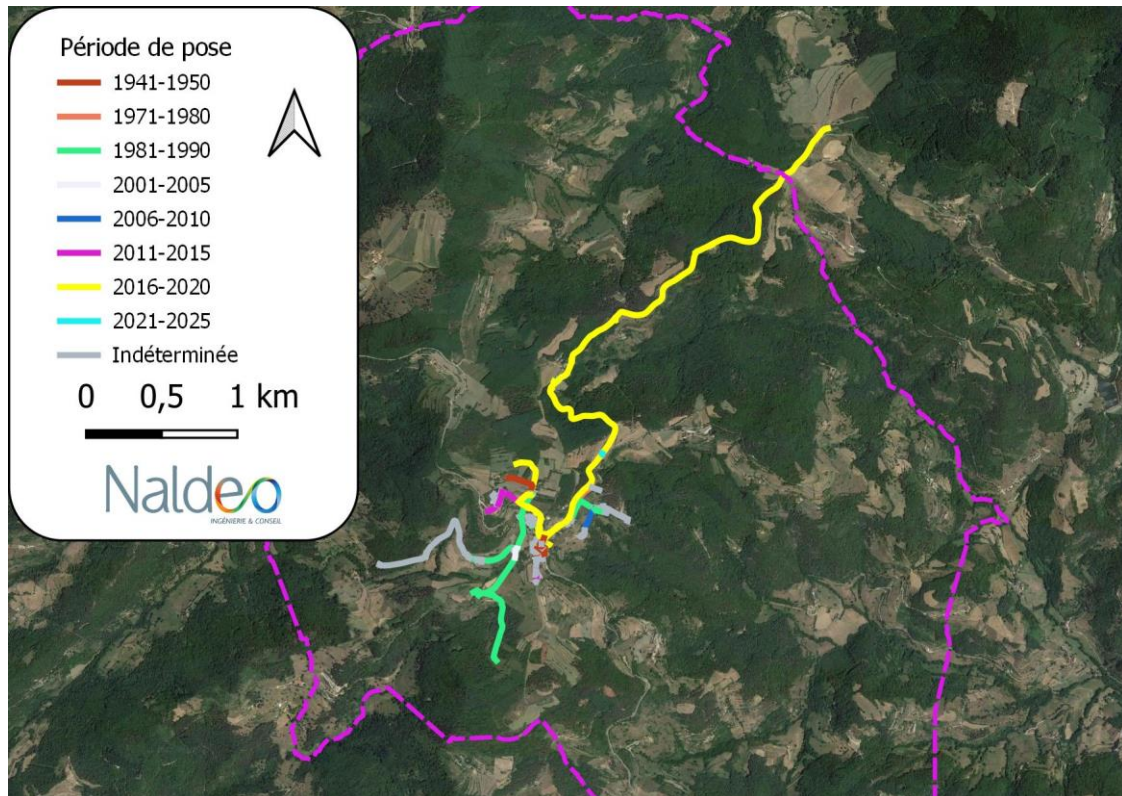 Période de pose
1941-1950
1971-1980
1981-1990
2001-2005
2006-2010
2011-2015
2016-2020
2021-2025
Indéterminée
0 0,5 1 km
Naldeo
INGÉNIERIE & CONSEIL